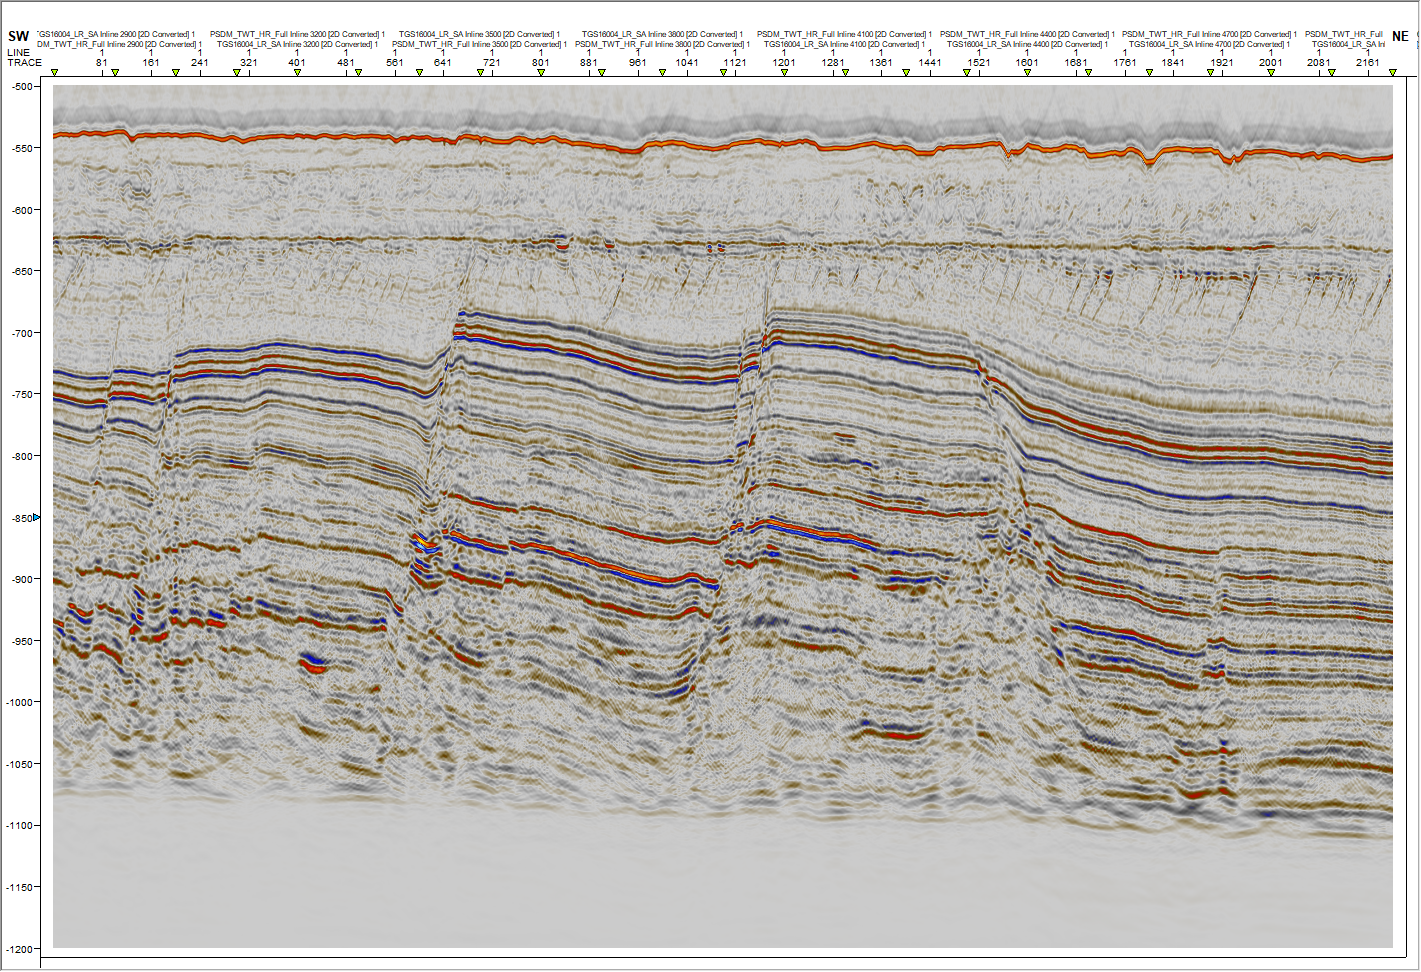 SW
"GS16004_LR_SA Inline 2900 [2D Converted] 1 PSDM_TWT_HR_Full Inline 3200 [2D Converted] 1 TGS16004_LR_SA Inline 3500 [2D Converted] 1 TGS16004_LR_SA Inline 3800 [2D Converted] 1 PSDM_TWT_HR_Full Inline 4100 [2D Converted] 1 PSDM_TWT_HR_Full Inline 4400 [2D Converted] 1 PSDM_TWT_HR_Full Inline 4700 [2D Converted] 1 PSDM_TWT_HR_Full
NE
DM_TWT_HR_Full Inline 2900 [2D Converted] 1 TGS16004_LR_SA Inline 3200 [2D Converted] 1 PSDM_TWT_HR_Full Inline 3500 [2D Converted] 1 PSDM_TWT_HR_Full Inline 3800 [2D Converted] 1 TGS16004_LR_SA Inline 4100 [2D Converted] 1 TGS16004_LR_SA Inline 4400 [2D Converted] 1 TGS16004_LR_SA Inline 4700 [2D Converted] 1 TGS16004_LR_SA Inl
LINE 1 1 1 1 1 1 1 1 1 1 1 1 1 1 1 1 1 1 1 1 1 1 1 1 1 1 1
TRACE 81 161 241 321 401 481 561 641 721 801 881 961 1041 1121 1201 1281 1361 1441 1521 1601 1681 1761 1841 1921 2001 2081 2161
-500
-550
-600
-650
-700
-750
-800
-850
-900
-950
-1000
-1050
-1100
-1150
-1200